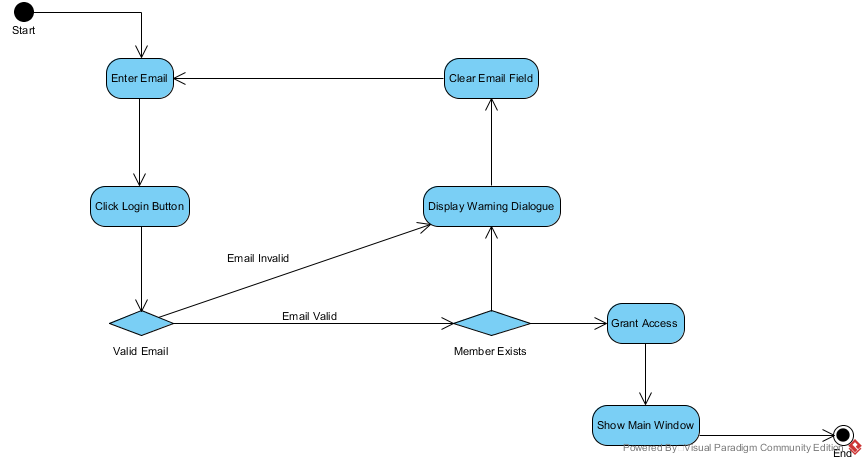 Start
Enter Email
Clear Email Field
Click Login Button
Display Warning Dialogue
Email Invalid
Email Valid
Valid Email
Member Exists
Grant Access
Show Main Window
Powered By Visual Paradigm Community Edition
End